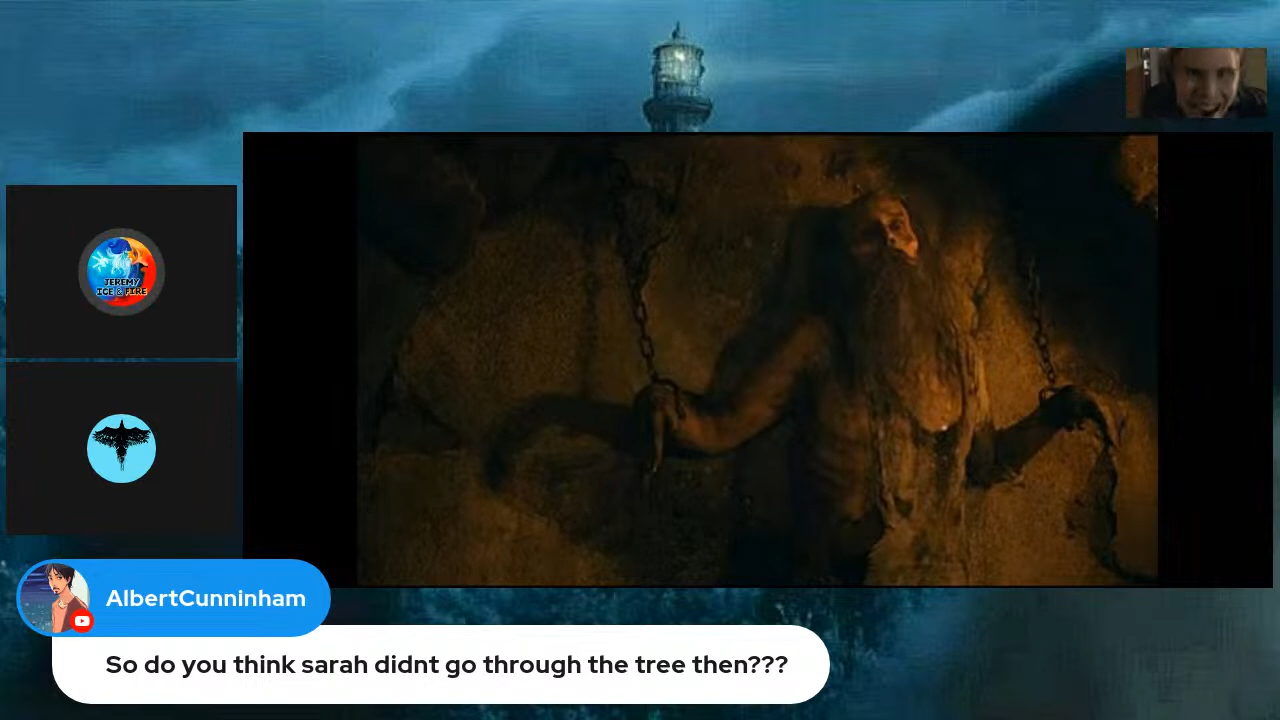 JEREMY
ICE & FIRE
AlbertCunninham
So do you think sarah didnt go through the tree then???